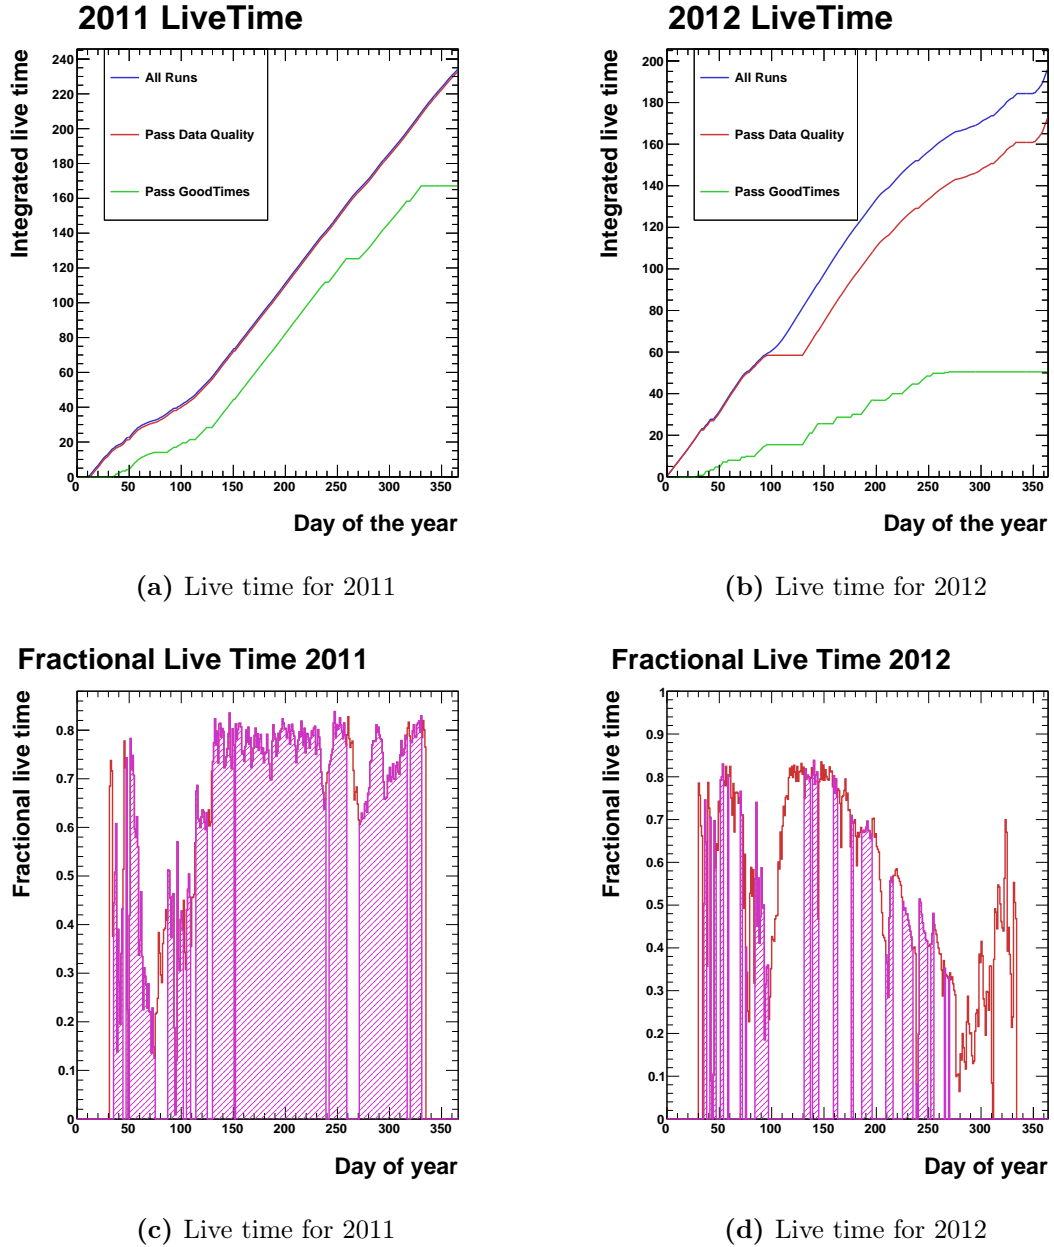 2011 LiveTime
Integrated live time
240
220
200
180
160
140
120
100
80
60
40
20
0
All Runs
Pass Data Quality
Pass GoodTimes
0 50 100 150 200 250 300 350
Day of the year
(a) Live time for 2011
2012 LiveTime
Integrated live time
200
180
160
140
120
100
80
60
40
20
0
All Runs
Pass Data Quality
Pass GoodTimes
0 50 100 150 200 250 300 350
Day of the year
(b) Live time for 2012
Fractional Live Time 2011
Fractional live time
0.8
0.7
0.6
0.5
0.4
0.3
0.2
0.1
0
0 50 100 150 200 250 300 350
Day of year
(c) Live time for 2011
Fractional Live Time 2012
Fractional live time
1
0.9
0.8
0.7
0.6
0.5
0.4
0.3
0.2
0.1
0
0 50 100 150 200 250 300 350
Day of year
(d) Live time for 2012